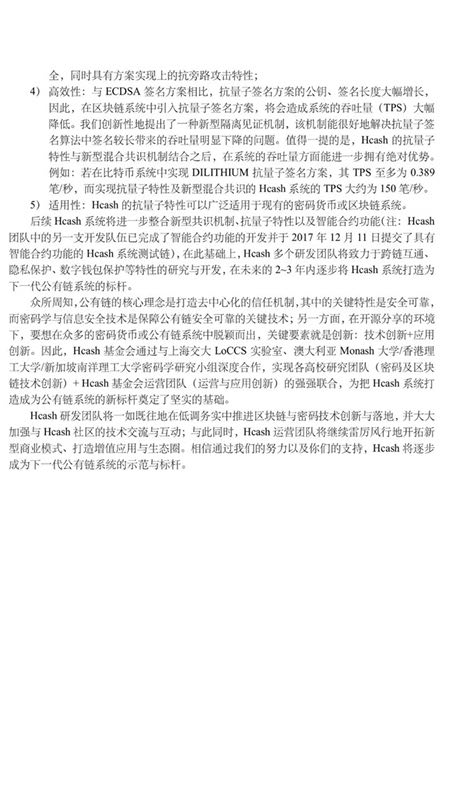 全，同时具有方案实现上的抗旁路攻击特性；
4） 高效性：与 ECDSA 签名方案相比，抗量子签名方案的公钥、签名长度大幅增长，
因此，在区块链系统中引入抗量子签名方案，将会造成系统的吞吐量（TPS）大幅
降低。我们创新性地提出了一种新型隔离见证机制，该机制能很好地解决抗量子签
名算法中签名较长带来的吞吐量明显下降的问题。值得一提的是，Hcash 的抗量子
特性与新型混合共识机制结合之后，在系统的吞吐量方面能进一步拥有绝对优势。
例如：若在比特币系统中实现 DILITHIUM 抗量子签名方案，其 TPS 至多为 0.389
笔/秒，而实现抗量子特性及新型混合共识的 Hcash 系统的 TPS 大约为 150 笔/秒。
5） 适用性：Hcash 的抗量子特性可以广泛适用于现有的密码货币或区块链系统。
后续 Hcash 系统将进一步整合新型共识机制、抗量子特性以及智能合约功能（注：Hcash
团队中的另一支开发队伍已完成了智能合约功能的开发并于 2017 年 12 月 11 日提交了具有
智能合约功能的 Hcash 系统测试链），在此基础上，Hcash 多个研发团队将致力于跨链互通、
隐私保护、数字钱包保护等特性的研究与开发，在未来的 2~3 年内逐步将 Hcash 系统打造为
下一代公有链系统的标杆。
众所周知，公有链的核心理念是打造去中心化的信任机制，其中的关键特性是安全可靠，
而密码学与信息安全技术是保障公有链安全可靠的关键技术；另一方面，在开源分享的环境
下，要想在众多的密码货币或公有链系统中脱颖而出，关键要素就是创新：技术创新+应用
创新。因此，Hcash 基金会通过与上海交大 LoCCS 实验室、澳大利亚 Monash 大学/香港理
工大学/新加坡南洋理工大学密码学研究小组深度合作，实现各高校研究团队（密码及区块
链技术创新）+ Hcash 基金会运营团队（运营与应用创新）的强强联合，为把 Hcash 系统打
造成为公有链系统的新标杆奠定了坚实的基础。
Hcash 研发团队将一如既往地在低调务实中推进区块链与密码技术创新与落地，并大大
加强与 Hcash 社区的技术交流与互动；与此同时，Hcash 运营团队将继续雷厉风行地开拓新
型商业模式、打造增值应用与生态圈。相信通过我们的努力以及你们的支持，Hcash 将逐步
成为下一代公有链系统的示范与标杆。